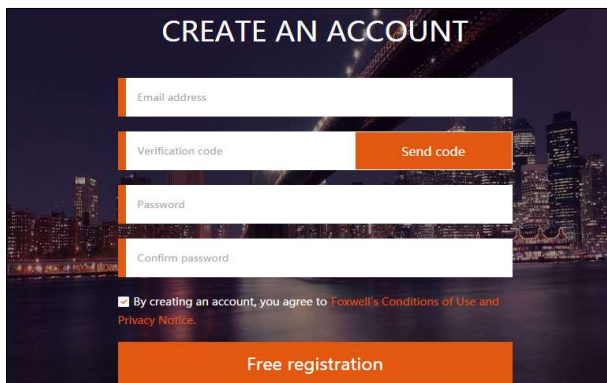 CREATE AN ACCOUNT
Email address
Verification code
Send code
Password
Confirm password
By creating an account, you agree to Foxwell's Conditions of Use and
Privacy Notice.
Free registration